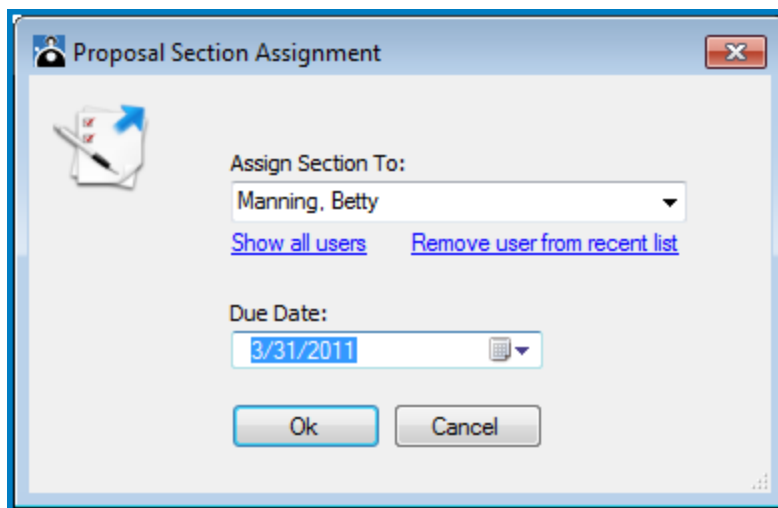 Proposal Section Assignment
Assign Section To:
Manning, Betty
Show all users Remove user from recent list
Due Date:
3/31/2011
Ok Cancel